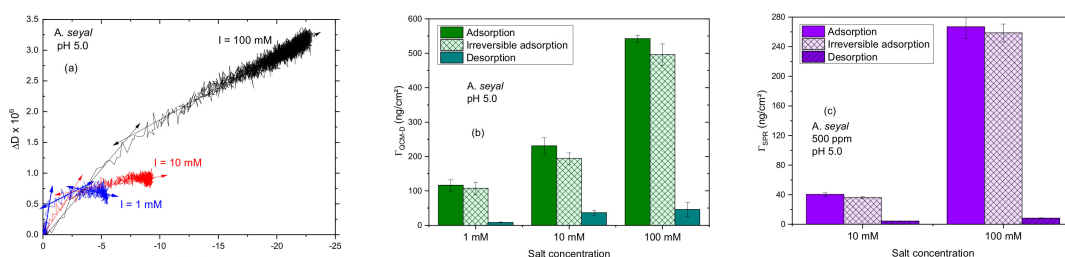 A. seyal
pH 5.0
(a)
I = 100 mM
I = 10 mM
I = 1 mM
ΔD x 10⁶
3.5
3.0
2.5
2.0
1.5
1.0
0.5
0.0
0
-5
-10
-15
-20
-25
Adsorption
Irreversible adsorption
Desorption
A. seyal
pH 5.0
(b)
Γ QCM-D (ng/cm²)
600
500
400
300
200
100
0
1 mM
10 mM
100 mM
Salt concentration
Adsorption
Irreversible adsorption
Desorption
(c)
A. seyal
500 ppm
pH 5.0
Γ SPR (ng/cm²)
280
240
200
160
120
80
40
0
10 mM
100 mM
Salt concentration